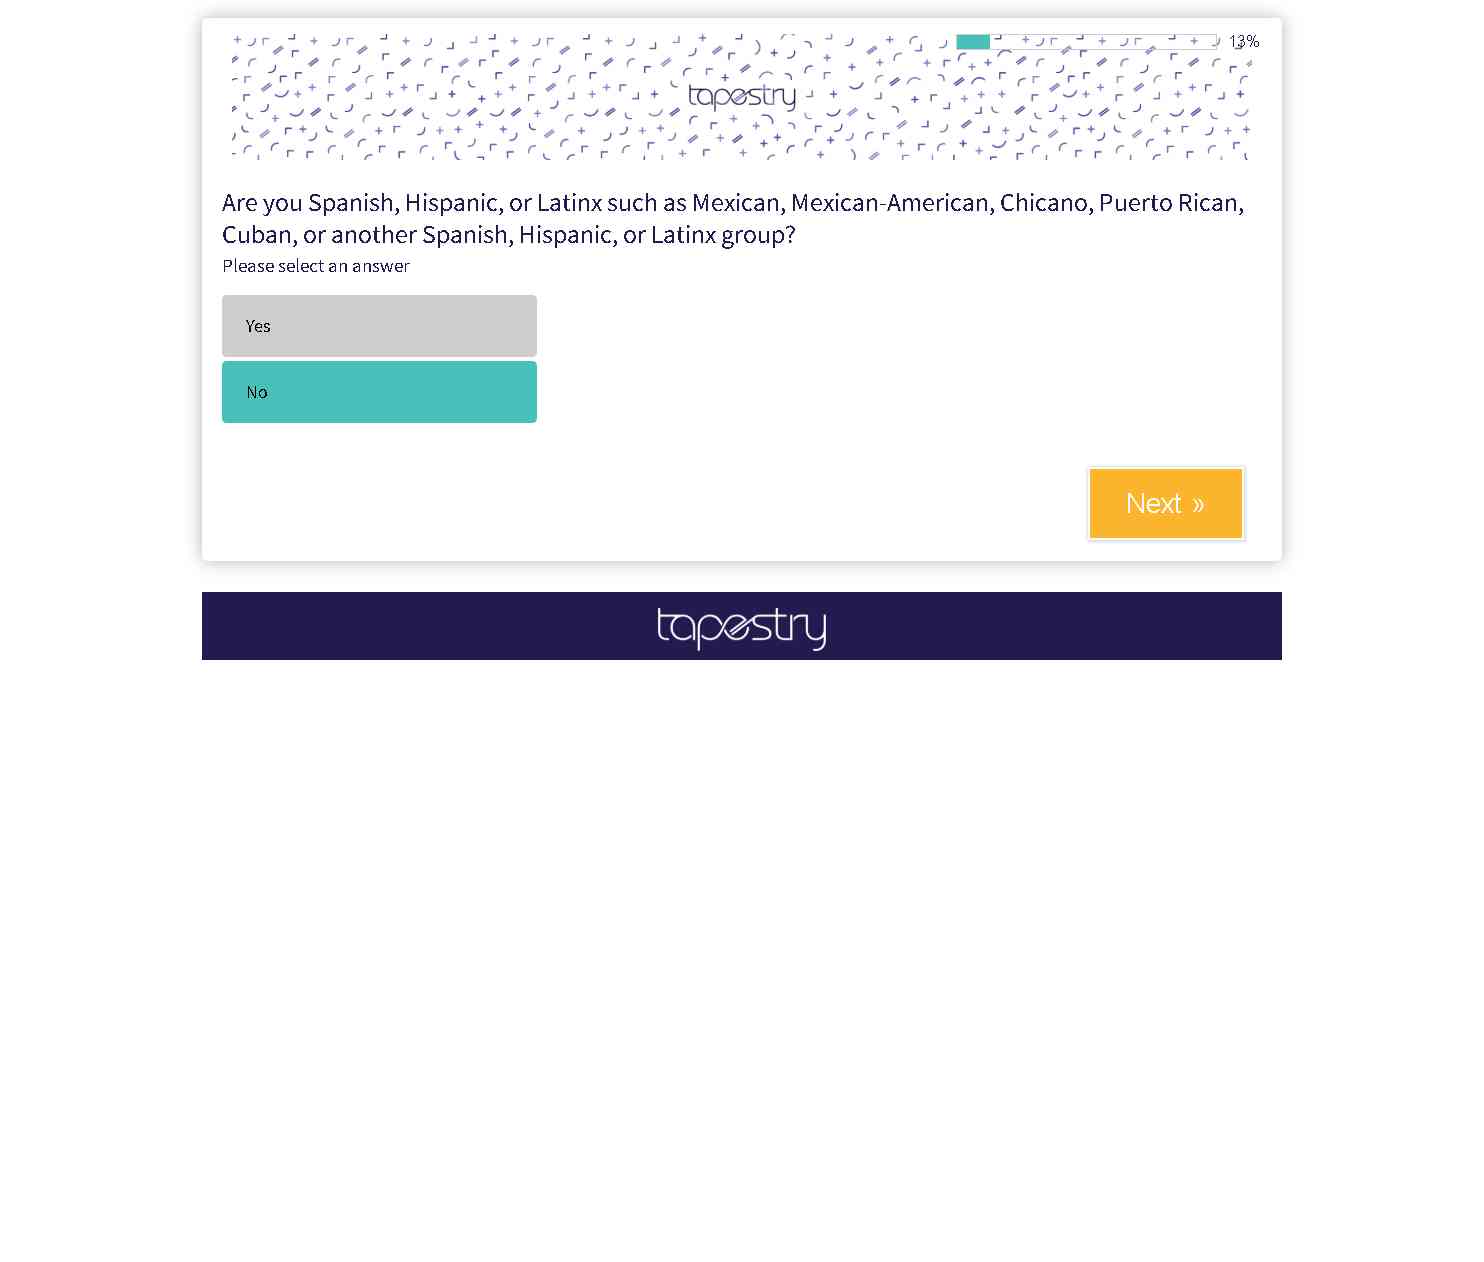 13%
tapestry
Are you Spanish, Hispanic, or Latinx such as Mexican, Mexican-American, Chicano, Puerto Rican,
Cuban, or another Spanish, Hispanic, or Latinx group?
Please select an answer
Yes
No
Next »
tapestry